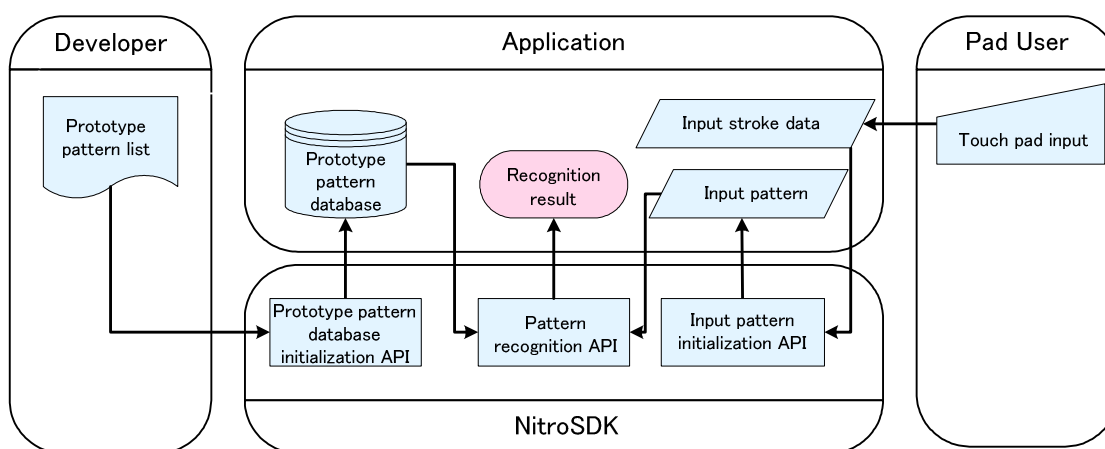 Developer
Application
Pad User
Prototype
pattern list
Prototype
pattern
database
Recognition
result
Input stroke data
Input pattern
Touch pad input
Prototype pattern
database
initialization API
Pattern
recognition API
Input pattern
initialization API
NitroSDK